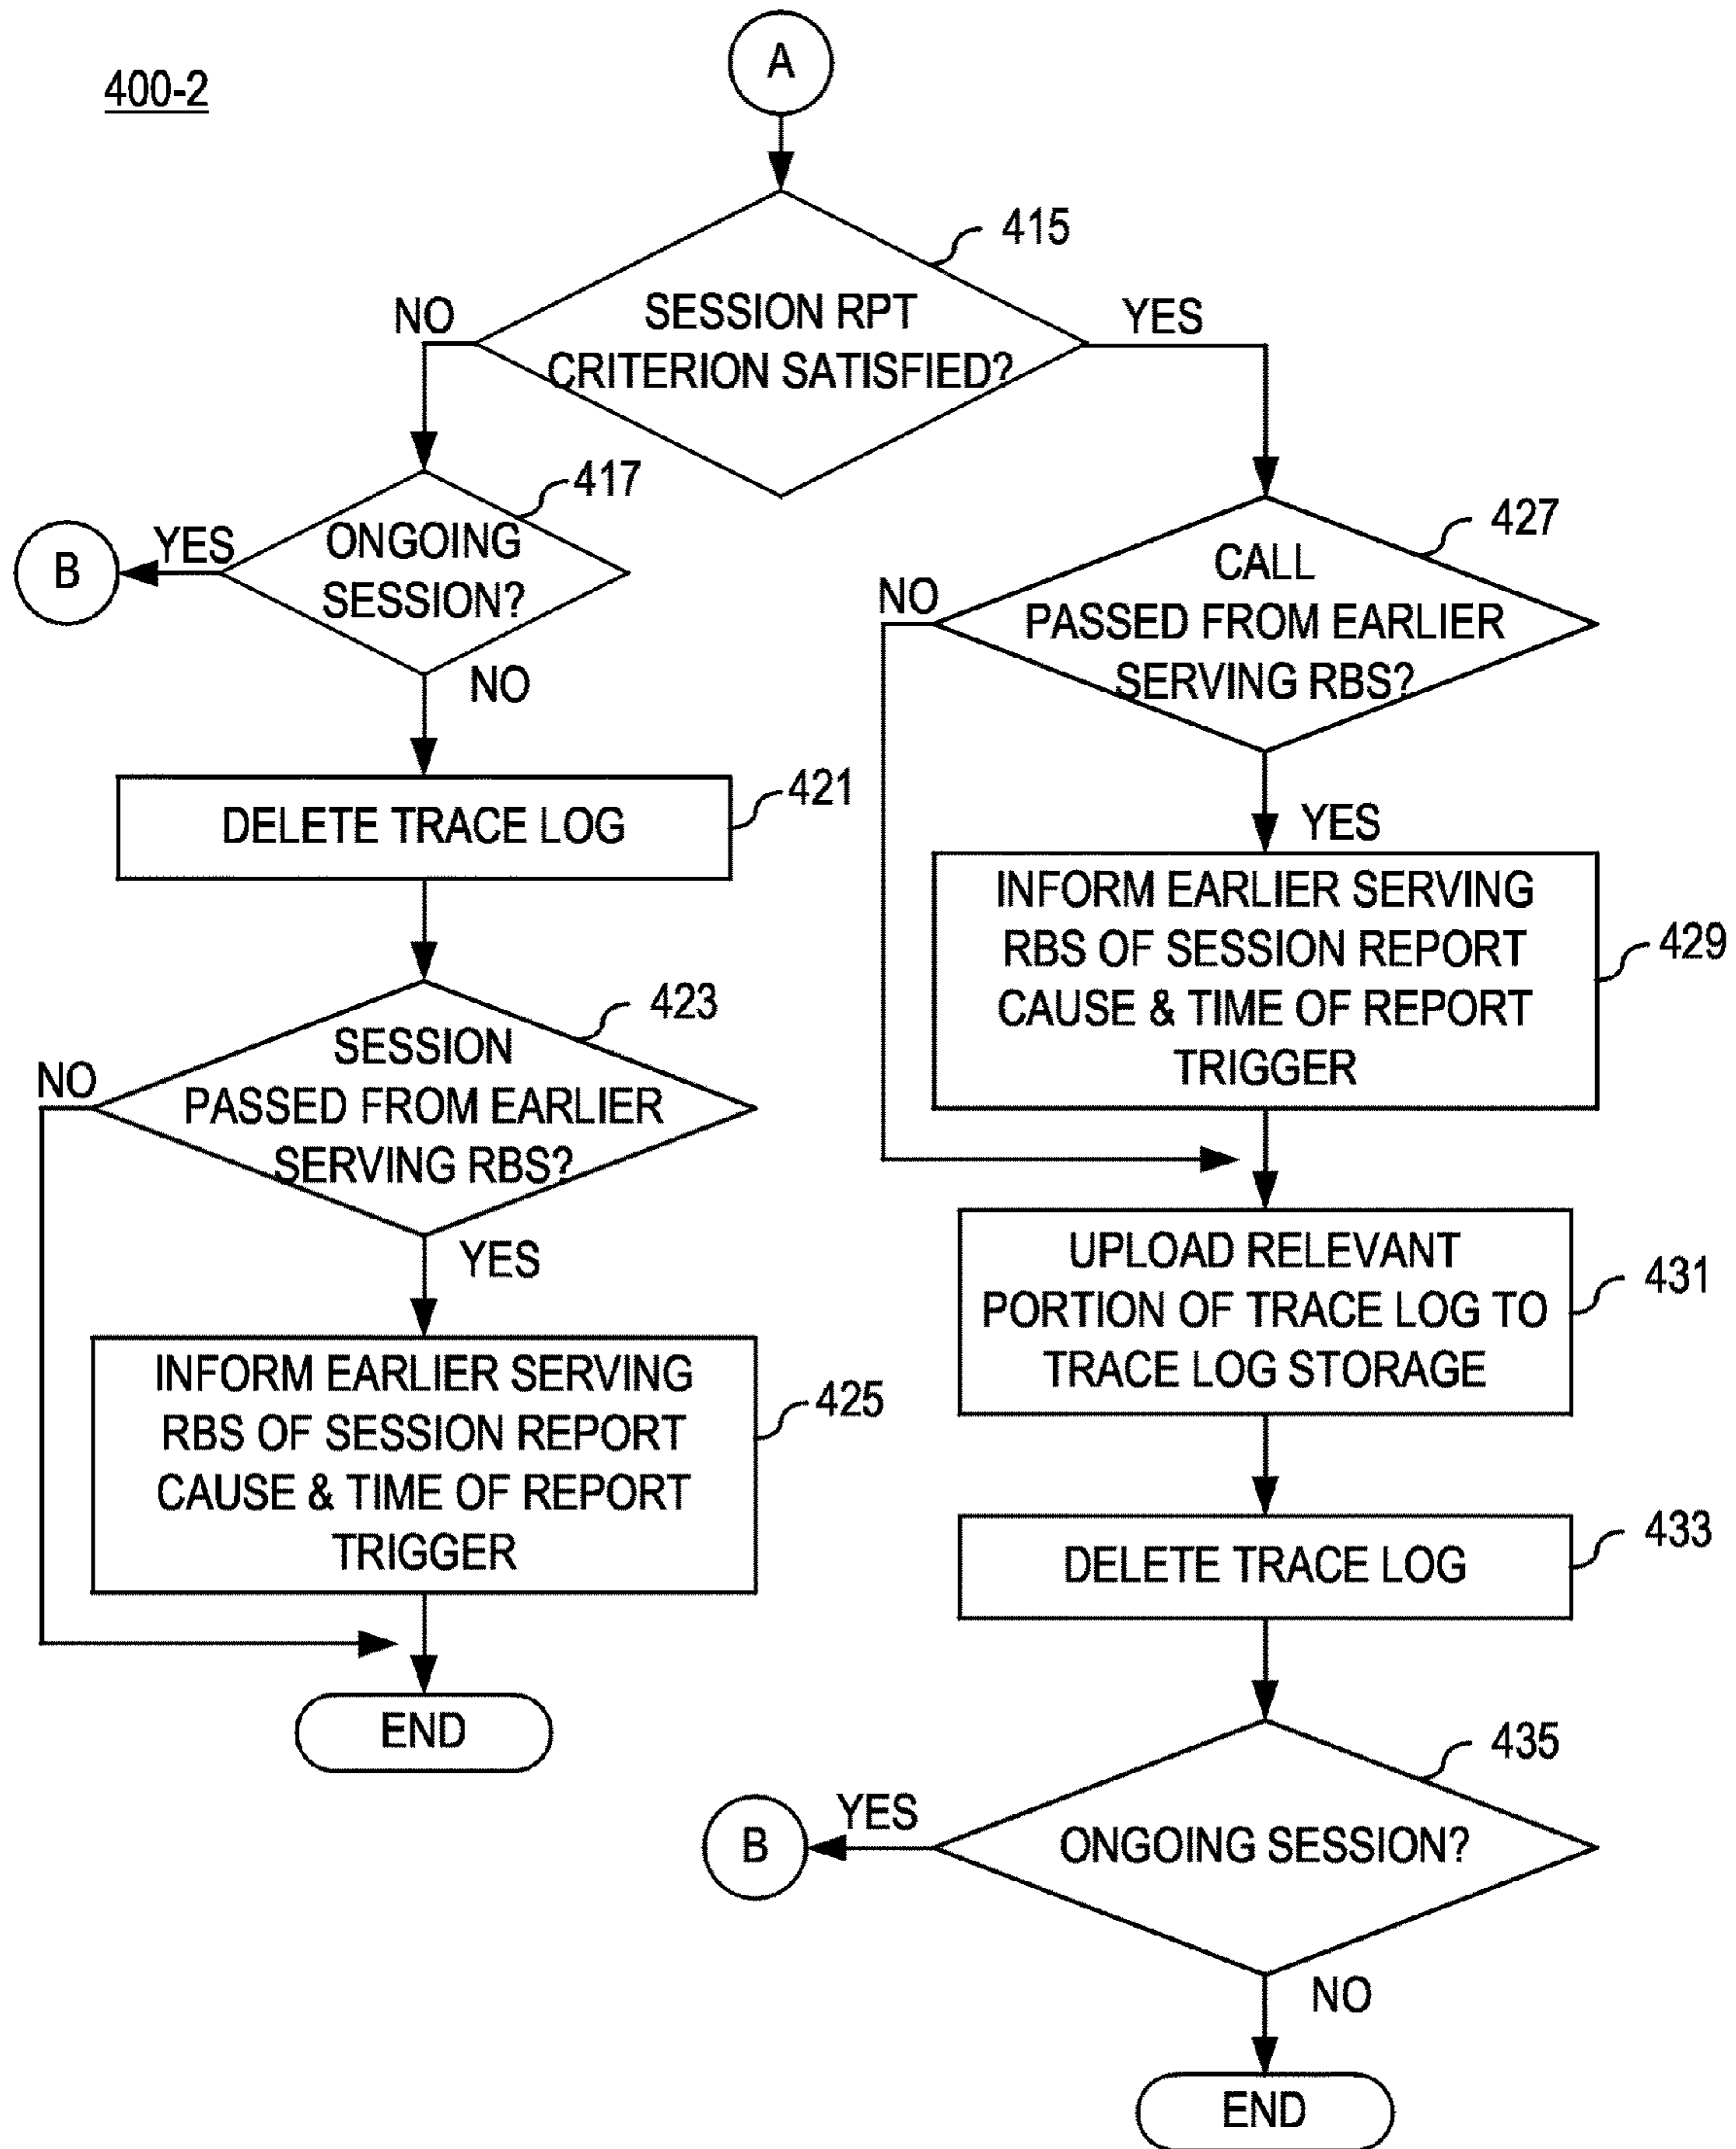 400-2
A
415
SESSION RPT
CRITERION SATISFIED?
NO
YES
417
ONGOING
SESSION?
YES
B
NO
427
CALL
PASSED FROM EARLIER
SERVING RBS?
NO
YES
421
DELETE TRACE LOG
429
INFORM EARLIER SERVING
RBS OF SESSION REPORT
CAUSE & TIME OF REPORT
TRIGGER
423
SESSION
PASSED FROM EARLIER
SERVING RBS?
NO
YES
431
UPLOAD RELEVANT
PORTION OF TRACE LOG TO
TRACE LOG STORAGE
425
INFORM EARLIER SERVING
RBS OF SESSION REPORT
CAUSE & TIME OF REPORT
TRIGGER
433
DELETE TRACE LOG
END
435
ONGOING SESSION?
YES
B
NO
END